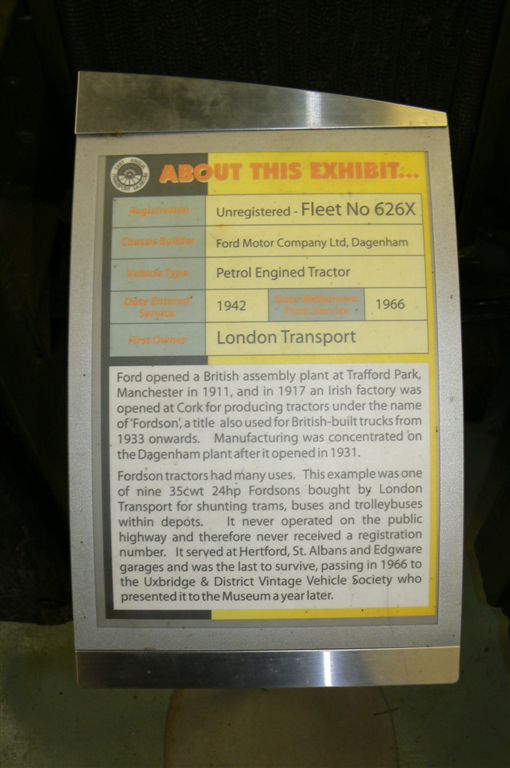 ABOUT THIS EXHIBIT...
Registration Unregistered - Fleet No 626X
Chassis Builder Ford Motor Company Ltd, Dagenham
Vehicle Type Petrol Engined Tractor
Date Entered Service 1942 Date Withdrawn From Service 1966
First Owner London Transport
Ford opened a British assembly plant at Trafford Park,
Manchester in 1911, and in 1917 an Irish factory was
opened at Cork for producing tractors under the name
of 'Fordson', a title also used for British-built trucks from
1933 onwards. Manufacturing was concentrated on
the Dagenham plant after it opened in 1931.
Fordson tractors had many uses. This example was one
of nine 35cwt 24hp Fordsons bought by London
Transport for shunting trams, buses and trolleybuses
within depots. It never operated on the public
highway and therefore never received a registration
number. It served at Hertford, St. Albans and Edgware
garages and was the last to survive, passing in 1966 to
the Uxbridge & District Vintage Vehicle Society who
presented it to the Museum a year later.